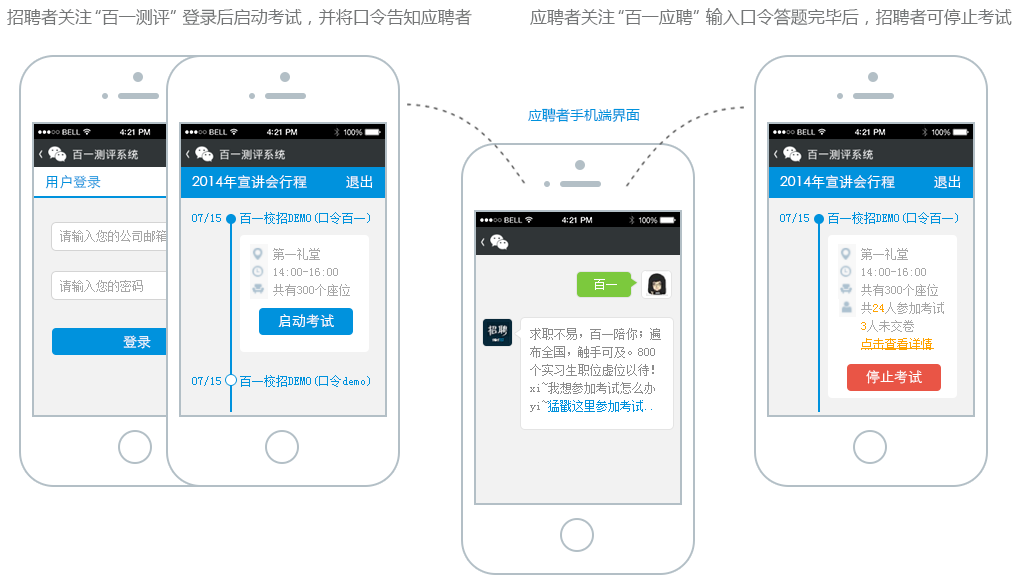 招聘者关注“百一测评”登录后启动考试，并将口令告知应聘者
应聘者关注“百一应聘”输入口令答题完毕后，招聘者可停止考试
BELL
4:21 PM
百一测评系统
用户登录
请输入您的公司邮箱
请输入您的密码
登录
BELL
4:21 PM
100%
百一测评系统
2014年宣讲会行程
退出
07/15
百一校招DEMO(口令百一)
第一礼堂
14:00-16:00
共有300个座位
启动考试
07/15
百一校招DEMO(口令demo)
应聘者手机端界面
BELL
4:21 PM
100%
百一
招聘
求职不易，百一陪你；遍
布全国，触手可及。800
个实习生职位虚位以待！
xi~我想参加考试怎么办
yi~猛戳这里参加考试..
BELL
4:21 PM
100%
百一测评系统
2014年宣讲会行程
退出
07/15
百一校招DEMO(口令百一)
第一礼堂
14:00-16:00
共有300个座位
共24人参加考试
3人未交卷
点击查看详情
停止考试